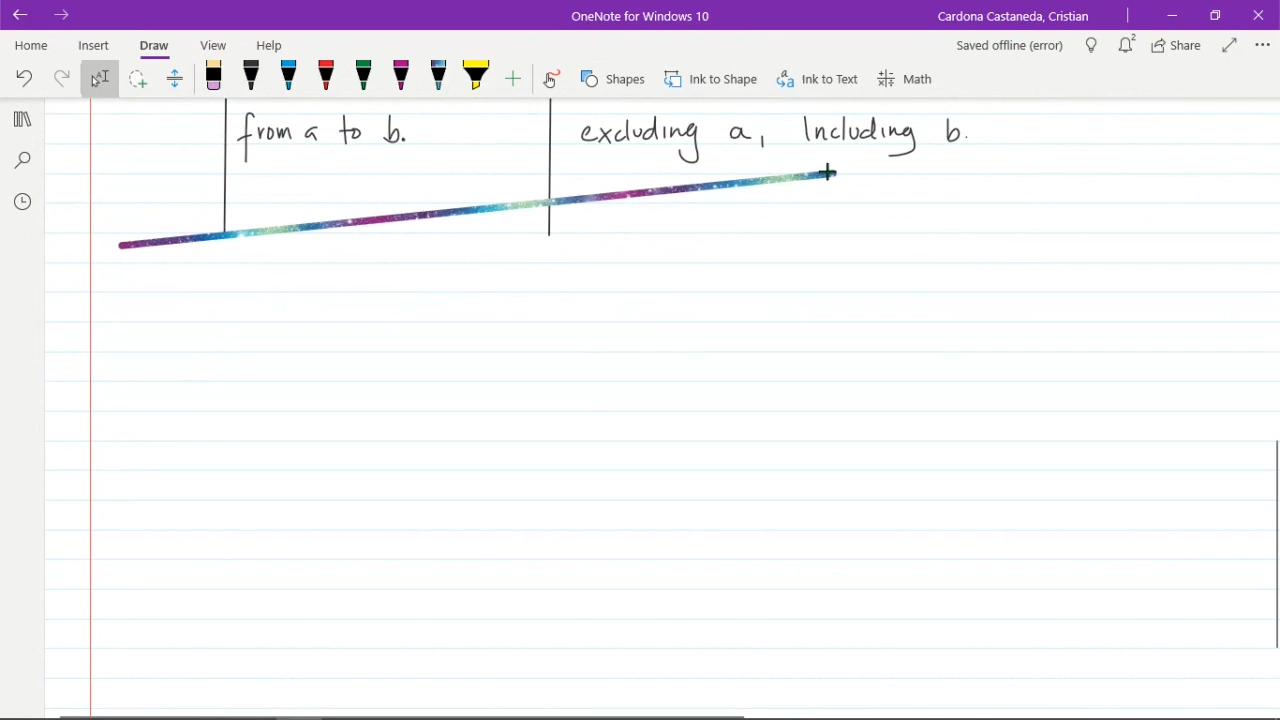 OneNote for Windows 10
Cardona Castaneda, Cristian
Home Insert Draw View Help
Saved offline (error)
2
Share
Shapes
Ink to Shape
Ink to Text
Math
from a to b.
excluding a, Including b.